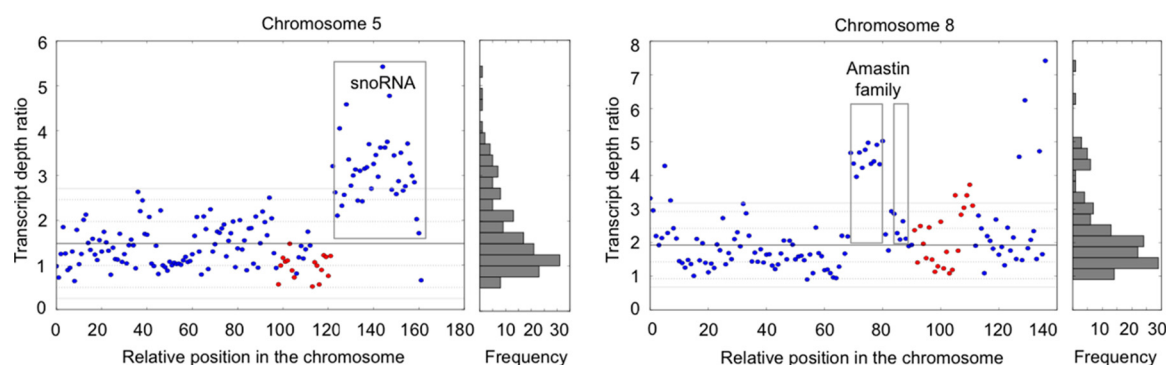 Chromosome 5
6
5
4
3
2
1
0
Transcript depth ratio
snoRNA
0 20 40 60 80 100 120 140 160 180
Relative position in the chromosome
10 20 30
Frequency
Chromosome 8
8
7
6
5
4
3
2
1
0
Transcript depth ratio
Amastin
family
0 20 40 60 80 100 120 140
Relative position in the chromosome
10 20 30
Frequency